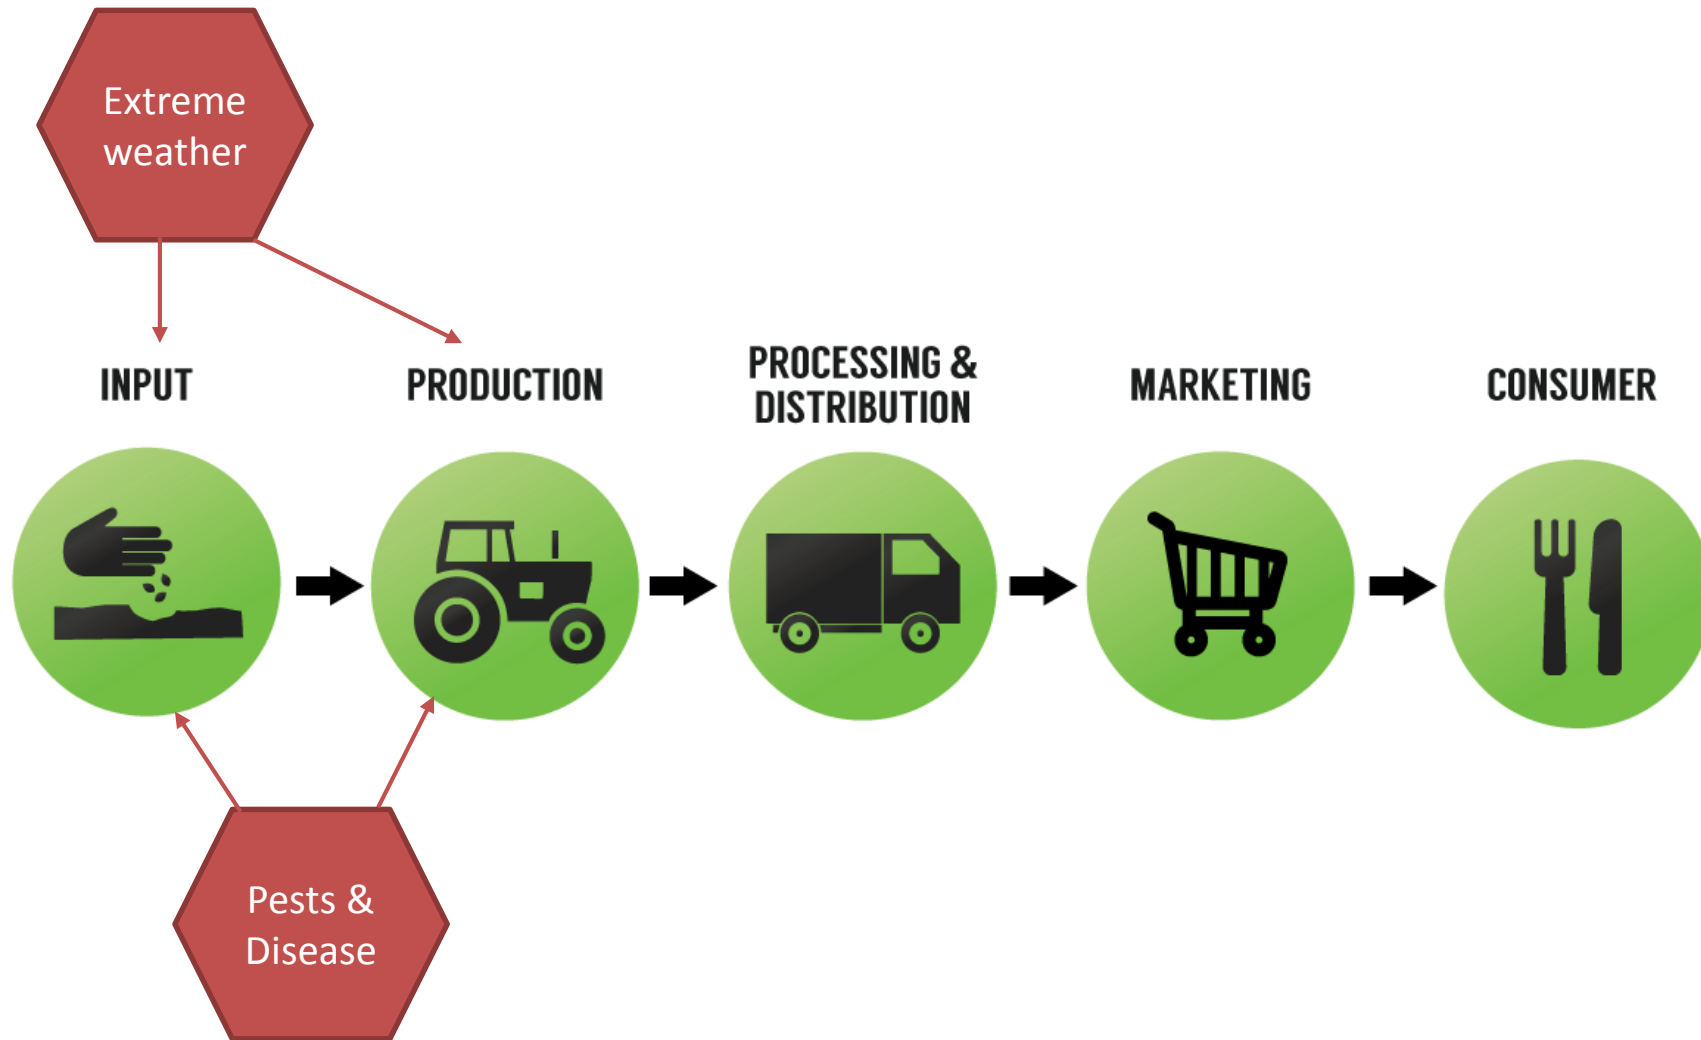 Extreme
weather
INPUT
PRODUCTION
PROCESSING &
DISTRIBUTION
MARKETING
CONSUMER
Pests &
Disease